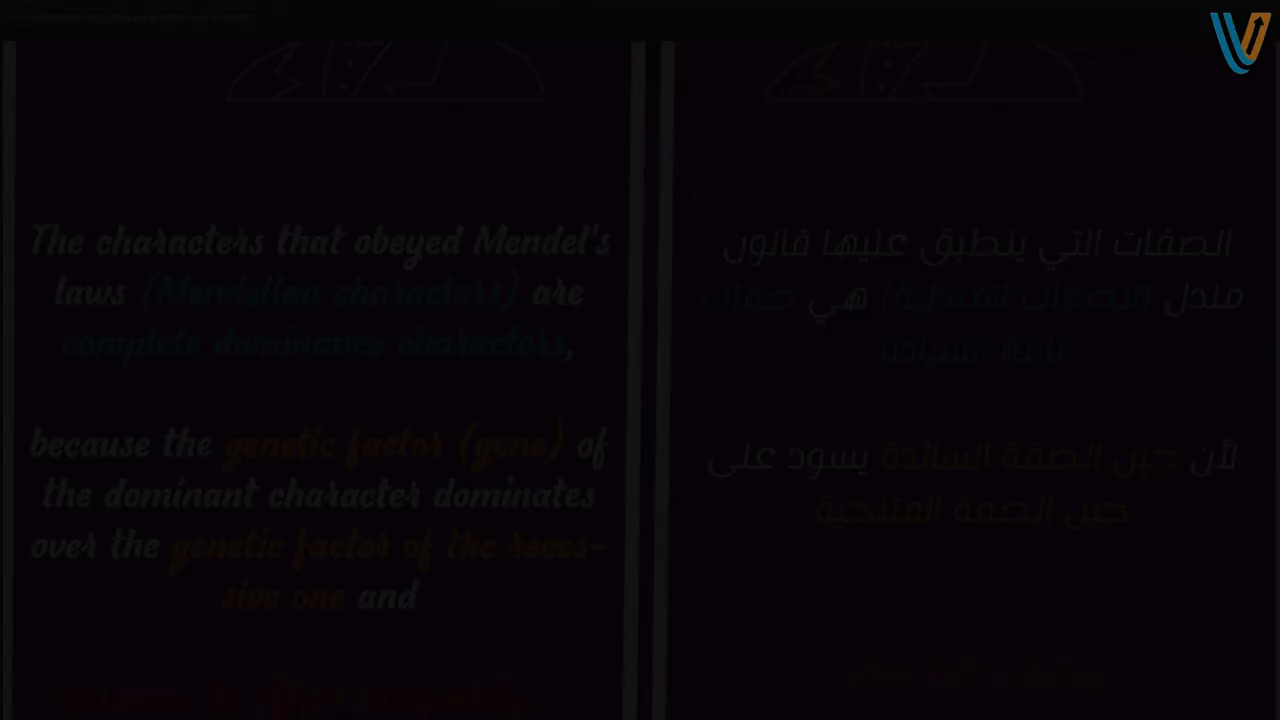 The characters that obeyed Mendel's
laws (Mendelian characters) are
complete dominance characters,
because the genetic factor (gene) of
the dominant character dominates
over the genetic factor of the reces-
sive one and
الصفات التي ينطبق عليها قانون
مندل (الصفات المندلية) هي صفات
تامة السيادة
لأن جين الصفة السائدة يسود على
جين الصفة المتنحية